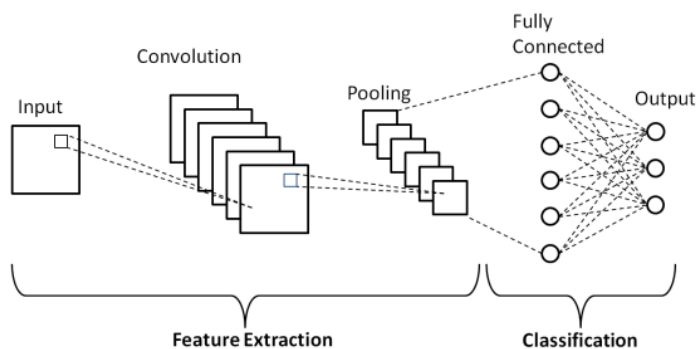 Input
Convolution
Pooling
Fully
Connected
Output
Feature Extraction
Classification